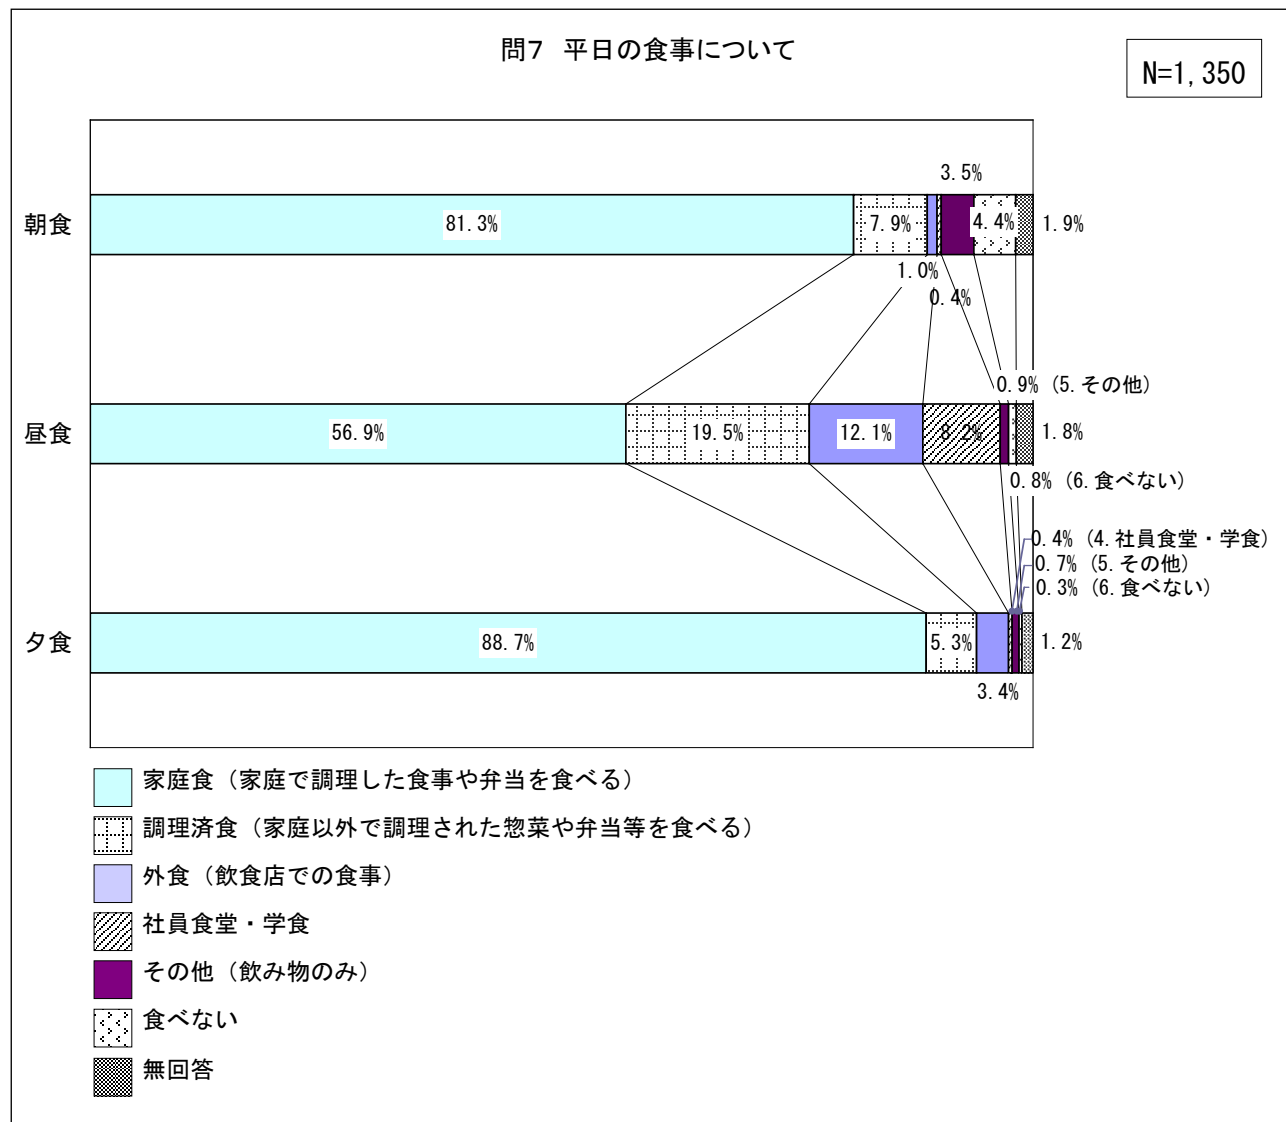 問7 平日の食事について
N=1,350
3.5%
朝食 81.3% 7.9% 4.4% 1.9%
1.0%
0.4%
0.9% (5.その他)
昼食 56.9% 19.5% 12.1% 8.2% 1.8%
0.8% (6.食べない)
0.4% (4.社員食堂・学食)
0.7% (5.その他)
0.3% (6.食べない)
夕食 88.7% 5.3% 1.2%
3.4%
家庭食（家庭で調理した食事や弁当を食べる）
調理済食（家庭以外で調理された惣菜や弁当等を食べる）
外食（飲食店での食事）
社員食堂・学食
その他（飲み物のみ）
食べない
無回答